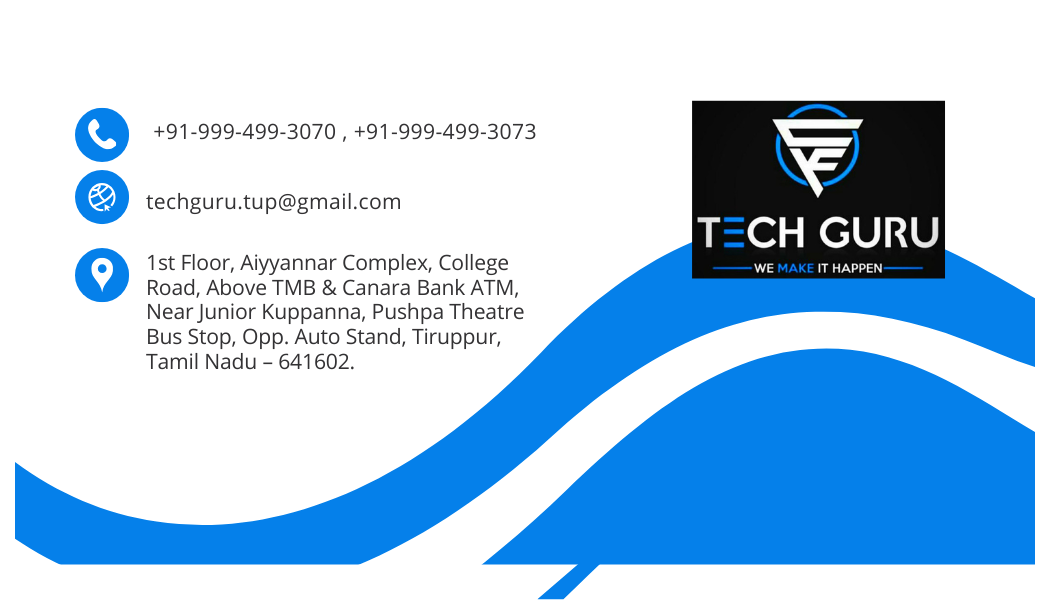 +91-999-499-3070 , +91-999-499-3073
techguru.tup@gmail.com
1st Floor, Aiyyannar Complex, College
Road, Above TMB & Canara Bank ATM,
Near Junior Kuppanna, Pushpa Theatre
Bus Stop, Opp. Auto Stand, Tiruppur,
Tamil Nadu – 641602.
TECH GURU
WE MAKE IT HAPPEN